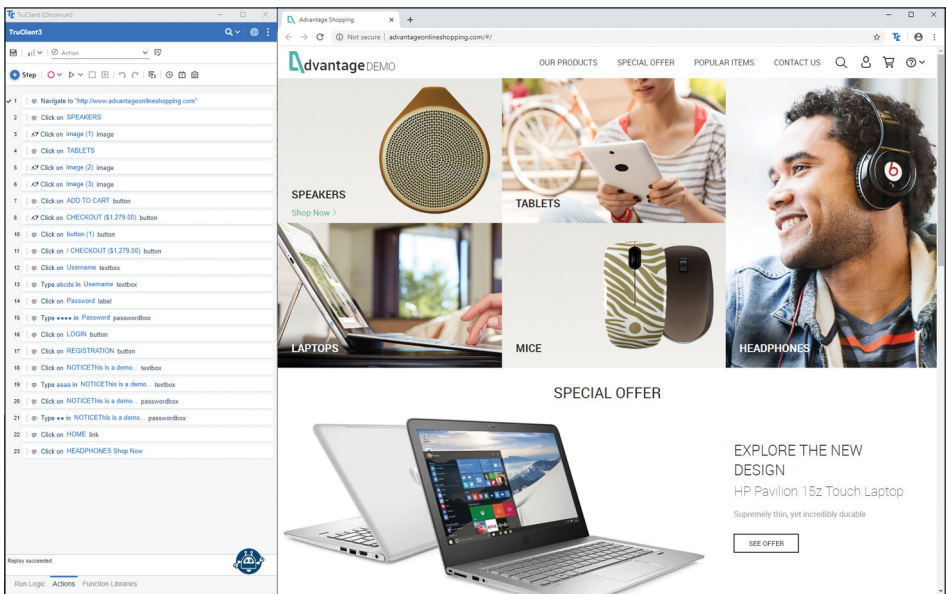 TruClient (Chromium)
TruClient3
Action
Step
1 Navigate to "http://www.advantageonlineshopping.com"
2 Click on SPEAKERS
3 Click on image (1) image
4 Click on TABLETS
5 Click on image (2) image
6 Click on image (3) image
7 Click on ADD TO CART button
8 Click on CHECKOUT ($1,279.00) button
10 Click on button (1) button
11 Click on / CHECKOUT ($1,279.00) button
12 Click on Username textbox
13 Type abcde in Username textbox
14 Click on Password label
15 Type •••• in Password passwordbox
16 Click on LOGIN button
17 Click on REGISTRATION button
18 Click on NOTICEThis is a demo... textbox
19 Type aaaa in NOTICEThis is a demo... textbox
20 Click on NOTICEThis is a demo... passwordbox
21 Type •• in NOTICEThis is a demo... passwordbox
22 Click on HOME link
23 Click on HEADPHONES Shop Now
Replay succeeded
Run Logic Actions Function Libraries
Advantage Shopping
Not secure | advantageonlineshopping.com/#/
dvantage DEMO
OUR PRODUCTS SPECIAL OFFER POPULAR ITEMS CONTACT US
SPEAKERS
Shop Now >
TABLETS
LAPTOPS
MICE
HEADPHONES
SPECIAL OFFER
EXPLORE THE NEW
DESIGN
HP Pavilion 15z Touch Laptop
Supremely thin, yet incredibly durable
SEE OFFER